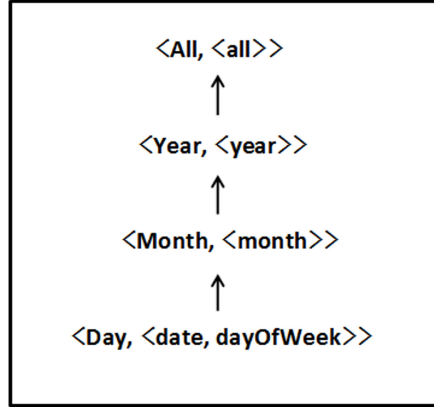 <All, <all>>
<Year, <year>>
<Month, <month>>
<Day, <date, dayOfWeek>>